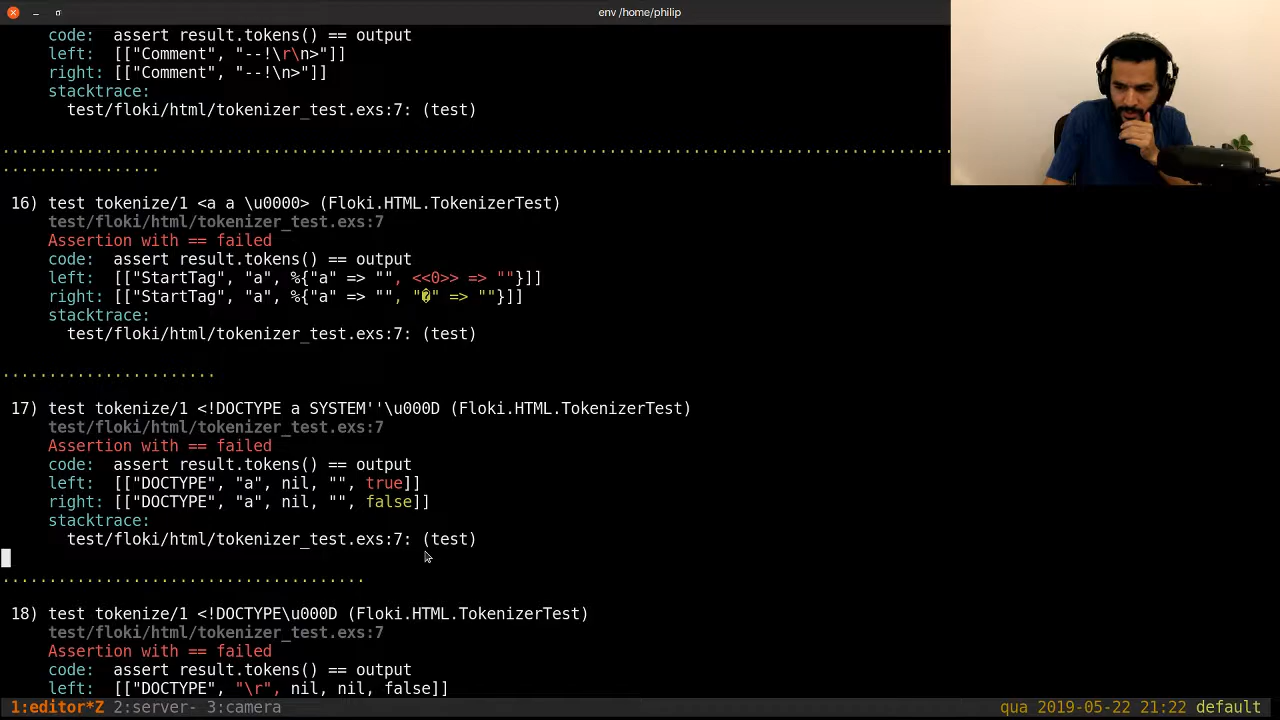 env /home/philip
code:  assert result.tokens() == output
left:  [["Comment", "--!\r\n>"]]
right: [["Comment", "--!\n>"]]
stacktrace:
test/floki/html/tokenizer_test.exs:7: (test)
16) test tokenize/1 <a a \u0000> (Floki.HTML.TokenizerTest)
test/floki/html/tokenizer_test.exs:7
Assertion with == failed
code:  assert result.tokens() == output
left:  [["StartTag", "a", %{"a" => "", <<0>> => ""}]]
right: [["StartTag", "a", %{"a" => "", "�" => ""}]]
stacktrace:
test/floki/html/tokenizer_test.exs:7: (test)
17) test tokenize/1 <!DOCTYPE a SYSTEM''\u000D (Floki.HTML.TokenizerTest)
test/floki/html/tokenizer_test.exs:7
Assertion with == failed
code:  assert result.tokens() == output
left:  [["DOCTYPE", "a", nil, "", true]]
right: [["DOCTYPE", "a", nil, "", false]]
stacktrace:
test/floki/html/tokenizer_test.exs:7: (test)
18) test tokenize/1 <!DOCTYPE\u000D (Floki.HTML.TokenizerTest)
test/floki/html/tokenizer_test.exs:7
Assertion with == failed
code:  assert result.tokens() == output
left:  [["DOCTYPE", "\r", nil, nil, false]]
1:editor*Z 2:server- 3:camera qua 2019-05-22 21:22 default